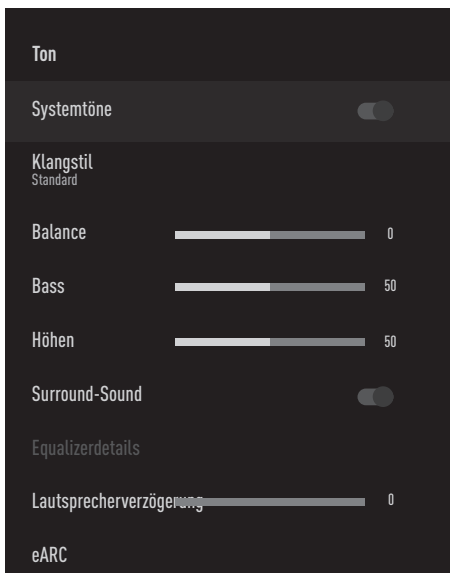 Ton
Systemtöne
Klangstil
Standard
Balance 0
Bass 50
Höhen 50
Surround-Sound
Equalizerdetails
Lautsprecherverzögerung 0
eARC